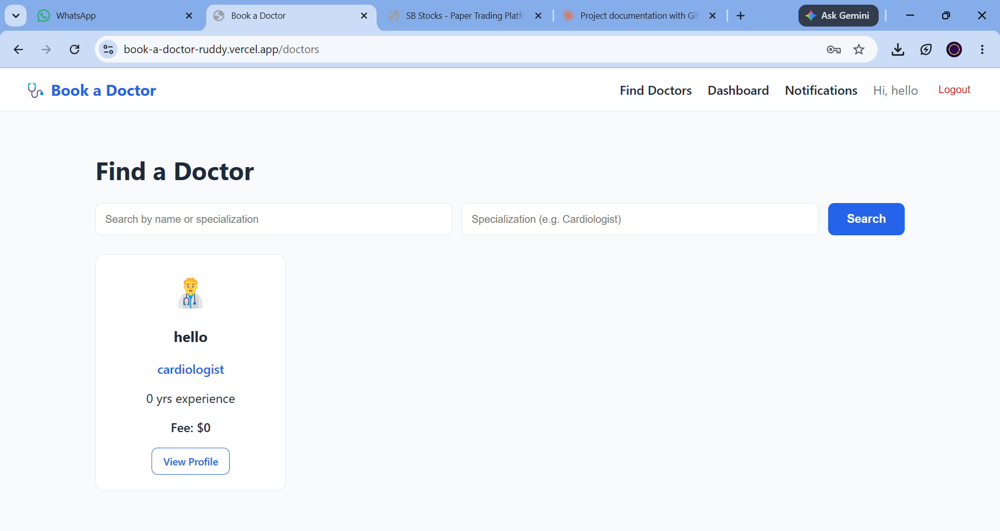 WhatsApp
Book a Doctor
SB Stocks - Paper Trading Platfo
Project documentation with Git
Ask Gemini
book-a-doctor-ruddy.vercel.app/doctors
Book a Doctor
Find Doctors
Dashboard
Notifications
Hi, hello
Logout
Find a Doctor
Search by name or specialization
Specialization (e.g. Cardiologist)
Search
hello
cardiologist
0 yrs experience
Fee: $0
View Profile